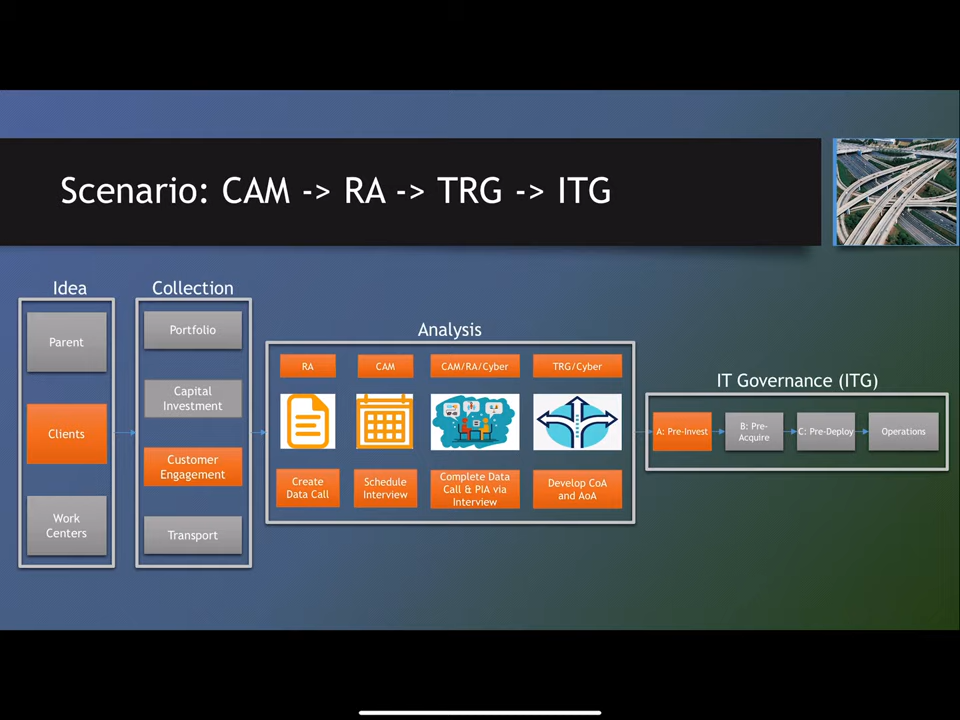 Scenario: CAM -> RA -> TRG -> ITG
Idea
Parent
Clients
Work
Centers
Collection
Portfolio
Capital
Investment
Customer
Engagement
Transport
Analysis
RA
CAM
CAM/RA/Cyber
TRG/Cyber
Create
Data Call
Schedule
Interview
Complete Data
Call & PIA via
Interview
Develop CoA
and AoA
IT Governance (ITG)
A: Pre-Invest
B: Pre-
Acquire
C: Pre-Deploy
Operations